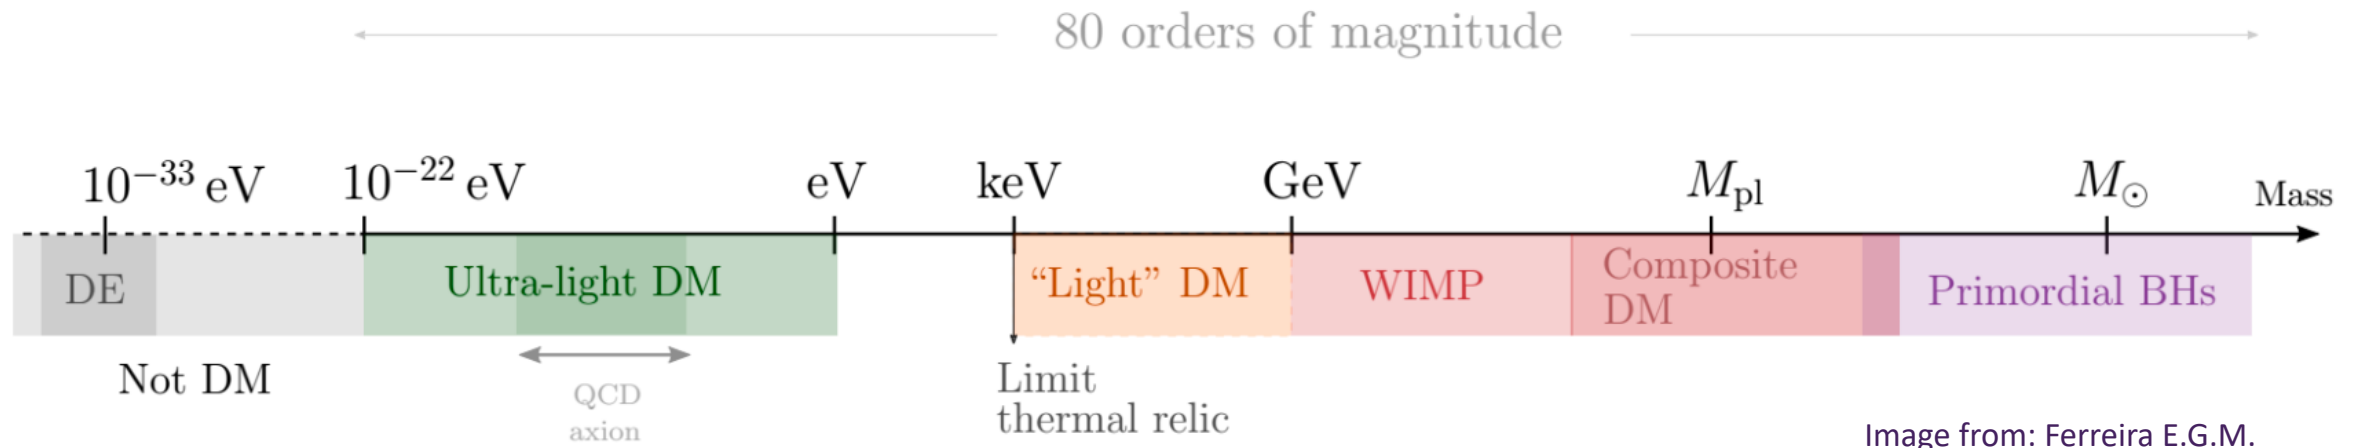 80 orders of magnitude
10⁻³³ eV 10⁻²² eV eV keV GeV M_pl M_⊙ Mass
DE Ultra-light DM “Light” DM WIMP Composite DM Primordial BHs
Not DM
QCD
axion
Limit
thermal relic
Image from: Ferreira E.G.M.